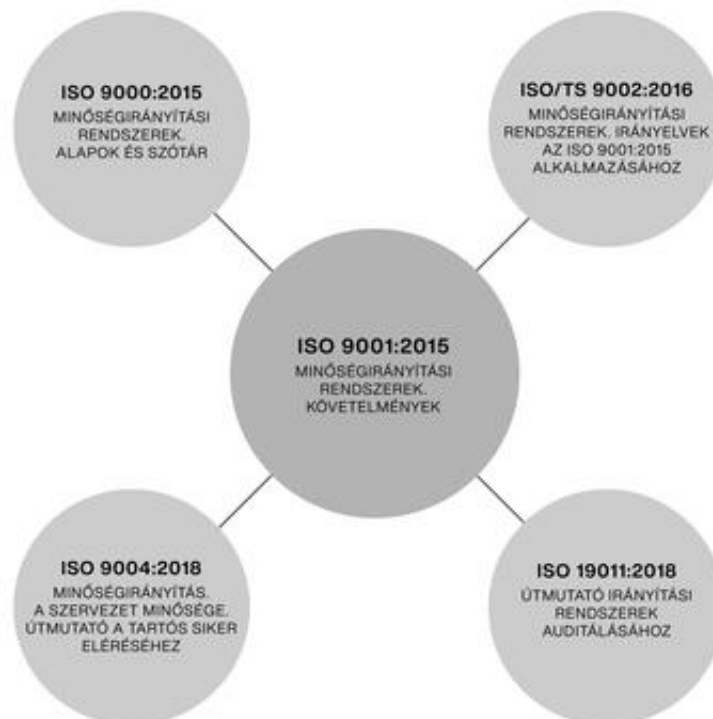 ISO 9000:2015
MINŐSÉGIRÁNYÍTÁSI
RENDSZEREK.
ALAPOK ÉS SZÓTÁR
ISO/TS 9002:2016
MINŐSÉGIRÁNYÍTÁSI
RENDSZEREK. IRÁNYELVEK
AZ ISO 9001:2015
ALKALMAZÁSÁHOZ
ISO 9001:2015
MINŐSÉGIRÁNYÍTÁSI
RENDSZEREK.
KÖVETELMÉNYEK
ISO 9004:2018
MINŐSÉGIRÁNYÍTÁS.
A SZERVEZET MINŐSÉGE.
ÚTMUTATÓ A TARTÓS SIKER
ELÉRÉSÉHEZ
ISO 19011:2018
ÚTMUTATÓ IRÁNYÍTÁSI
RENDSZEREK
AUDITÁLÁSÁHOZ